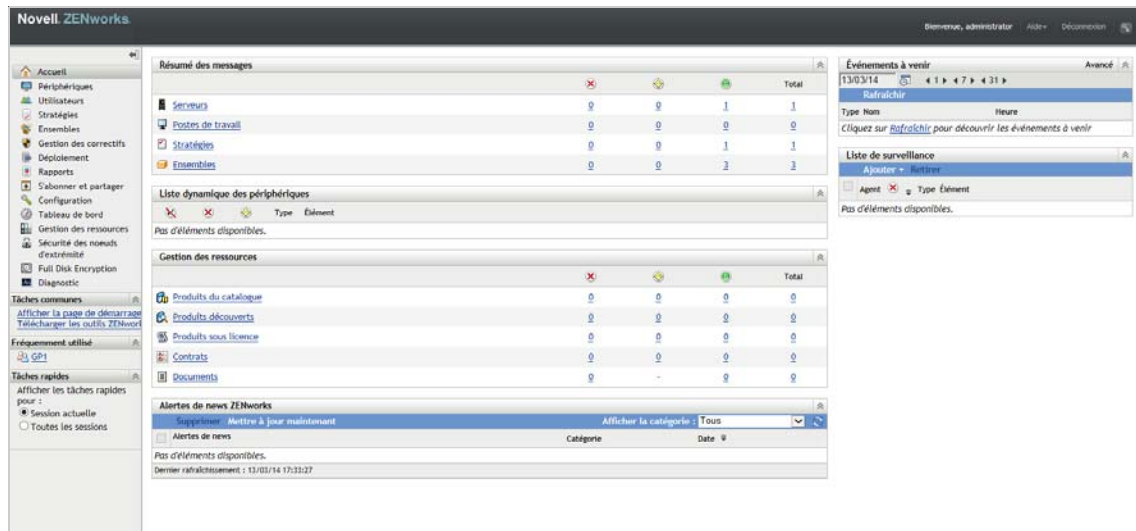 Novell. ZENworks.
Bienvenue, administrator Aide Déconnexion
Accueil
Périphériques
Utilisateurs
Stratégies
Ensembles
Gestion des correctifs
Déploiement
Rapports
S'abonner et partager
Configuration
Tableau de bord
Gestion des ressources
Sécurité des noeuds
d'extrémité
Full Disk Encryption
Diagnostic
Tâches communes
Afficher la page de démarrage
Télécharger les outils ZENworl
Fréquemment utilisé
GP1
Tâches rapides
Afficher les tâches rapides
pour :
Session actuelle
Toutes les sessions
Résumé des messages
Total
Serveurs 0 0 1 1
Postes de travail 0 0 0 0
Stratégies 0 0 1 1
Ensembles 0 0 3 3
Liste dynamique des périphériques
Type Élément
Pas d'éléments disponibles.
Gestion des ressources
Total
Produits du catalogue 0 0 0 0
Produits découverts 0 0 0 0
Produits sous licence 0 0 0 0
Contrats 0 0 0 0
Documents 0 - 0 0
Alertes de news ZENworks
Supprimer Mettre à jour maintenant Afficher la catégorie : Tous
Alertes de news Catégorie Date
Pas d'éléments disponibles.
Dernier rafraîchissement : 13/03/14 17:33:27
Événements à venir Avancé
13/03/14 1 7 31
Rafraîchir
Type Nom Heure
Cliquez sur Rafraîchir pour découvrir les événements à venir
Liste de surveillance
Ajouter Retirer
Agent Type Élément
Pas d'éléments disponibles.